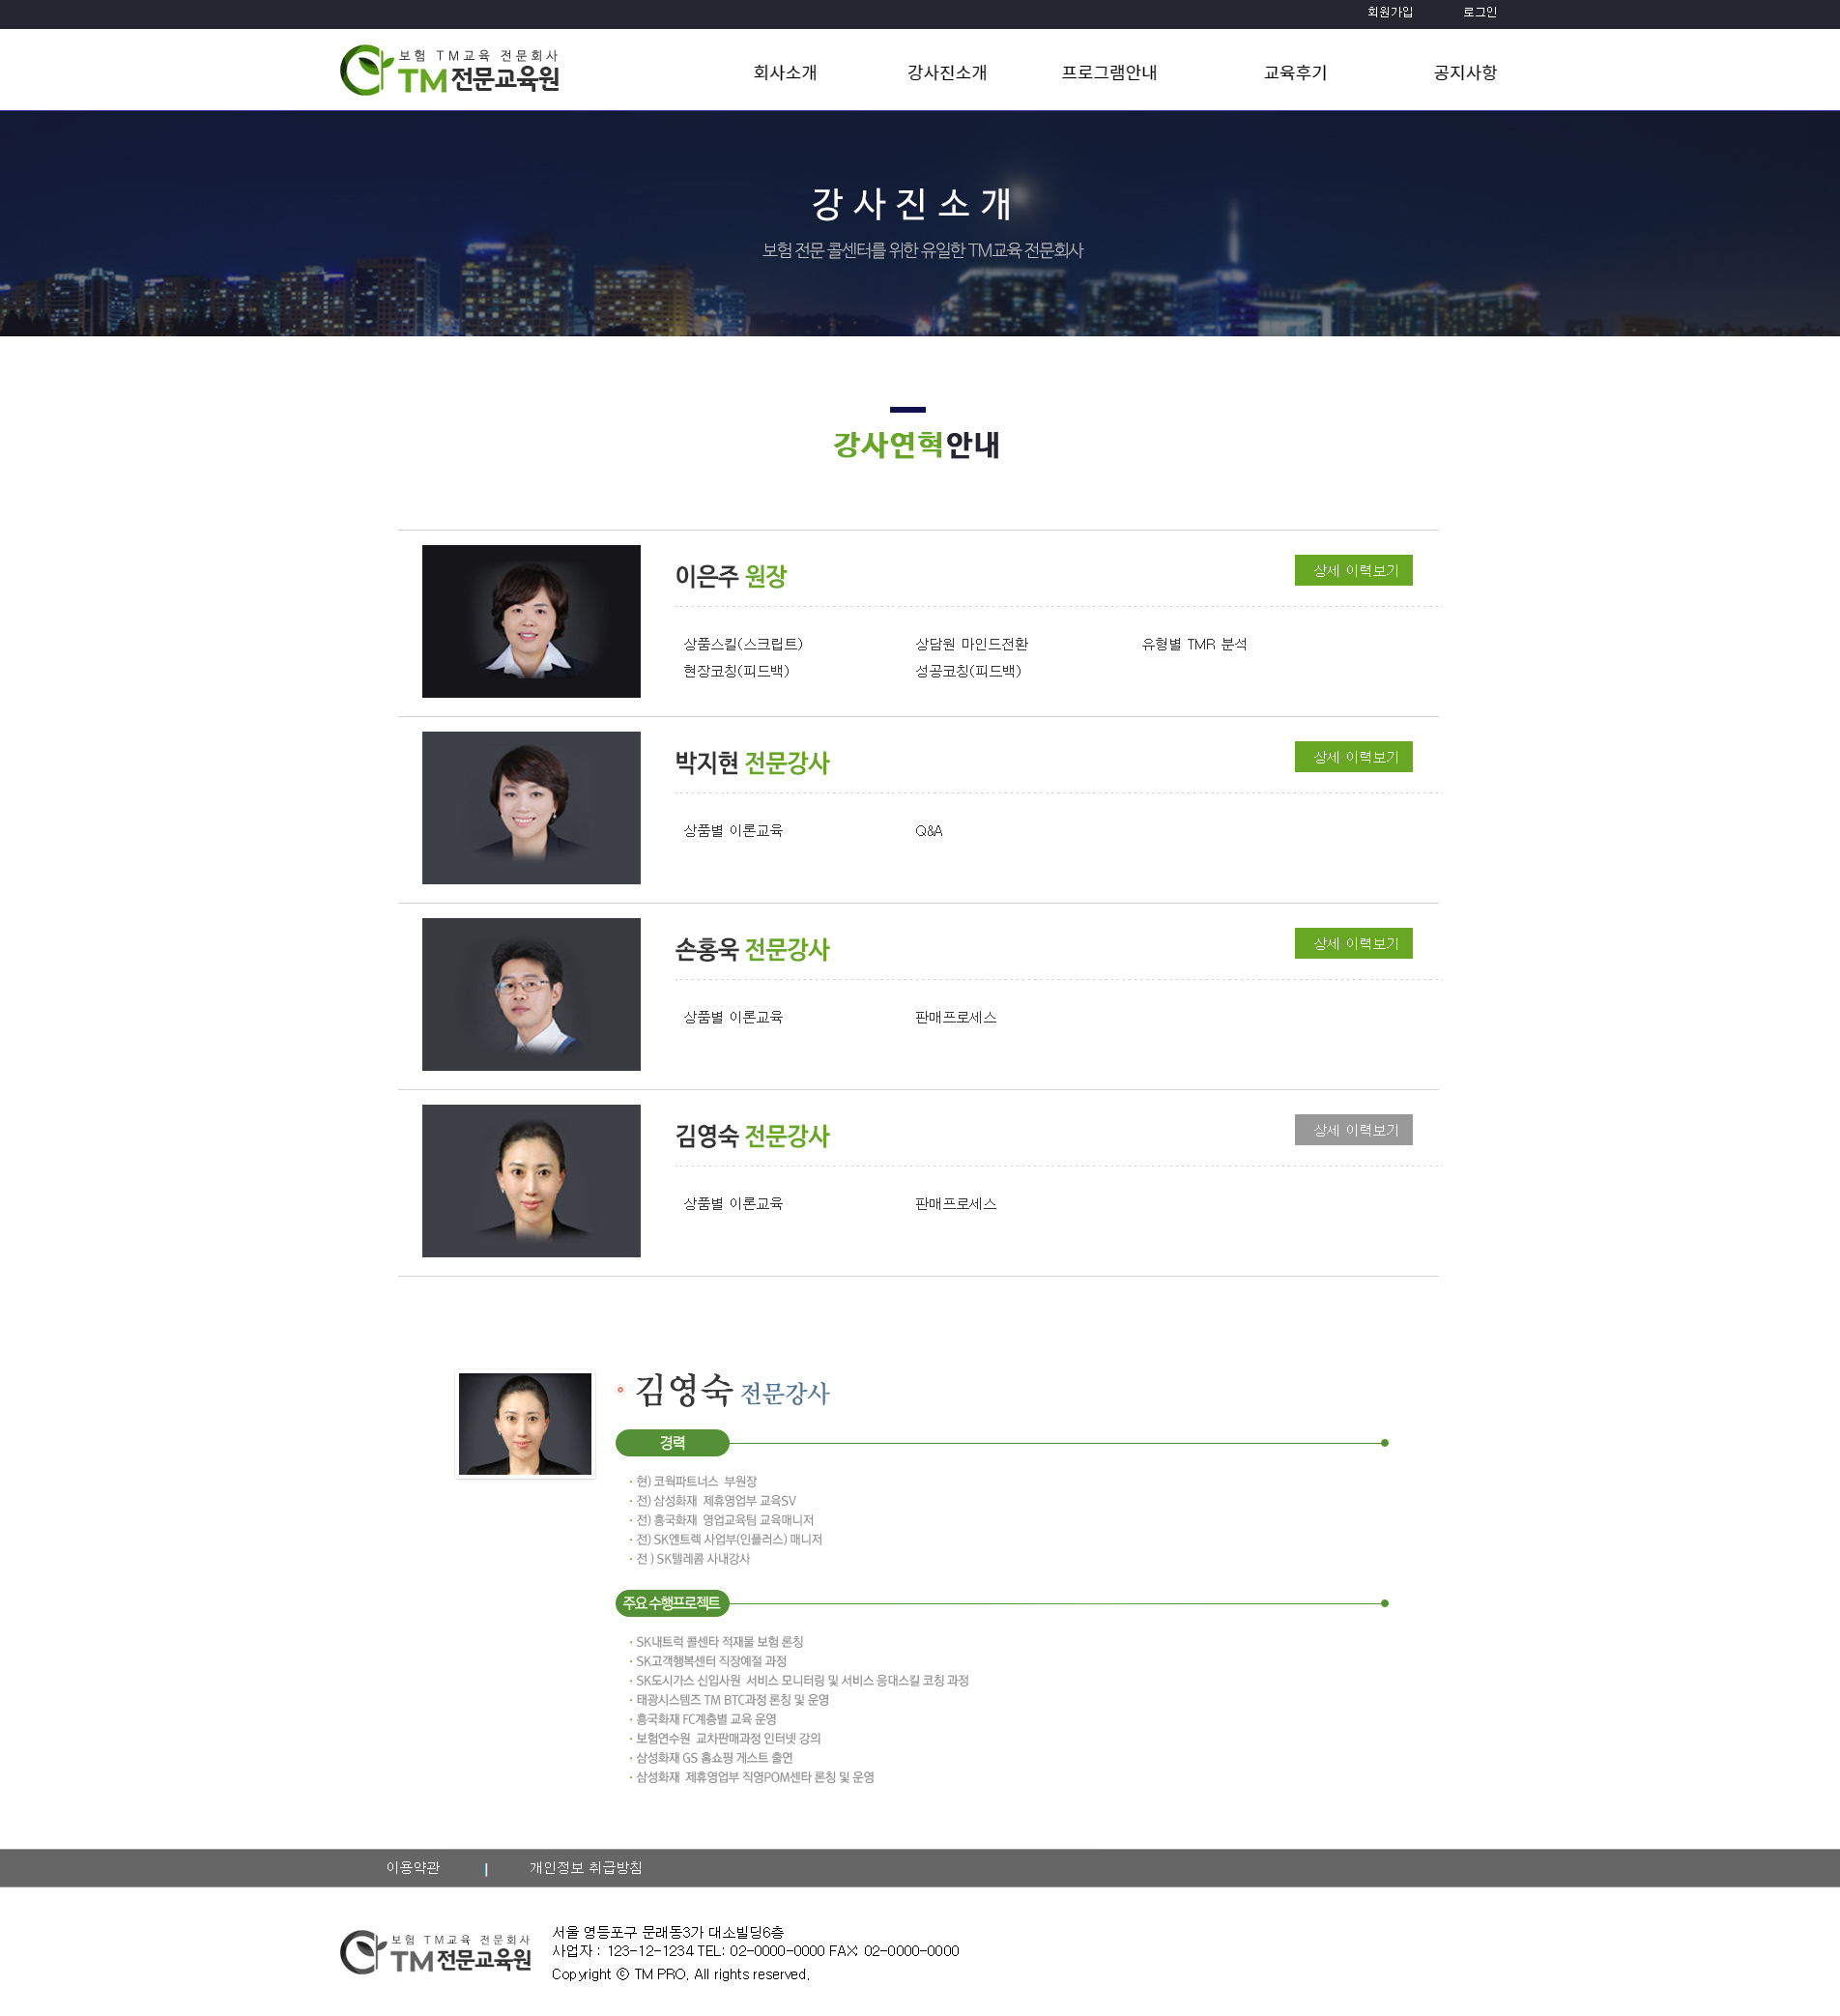 회원가입 로그인
보험 TM교육 전문회사
TM전문교육원
회사소개 강사진소개 프로그램안내 교육후기 공지사항
강사진소개
보험 전문 콜센터를 위한 유일한 TM교육 전문회사
강사연혁안내
이은주 원장
상세 이력보기
상품스킬(스크립트) 상담원 마인드전환 유형별 TMR 분석
현장코칭(피드백) 성공코칭(피드백)
박지현 전문강사
상세 이력보기
상품별 이론교육 Q&A
손홍욱 전문강사
상세 이력보기
상품별 이론교육 판매프로세스
김영숙 전문강사
상세 이력보기
상품별 이론교육 판매프로세스
김영숙 전문강사
경력
· 현) 코웍파트너스 부원장
· 전) 삼성화재 제휴영업부 교육SV
· 전) 흥국화재 영업교육팀 교육매니저
· 전) SK엔트렉 사업부(인플러스) 매니저
· 전 ) SK텔레콤 사내강사
주요 수행프로젝트
· SK내트럭 콜센타 적재물 보험 론칭
· SK고객행복센터 직장예절 과정
· SK도시가스 신입사원 서비스 모니터링 및 서비스 응대스킬 코칭 과정
· 태광시스템즈 TM BTC과정 론칭 및 운영
· 흥국화재 FC계층별 교육 운영
· 보험연수원 교차판매과정 인터넷 강의
· 삼성화재 GS 홈쇼핑 게스트 출연
· 삼성화재 제휴영업부 직영POM센타 론칭 및 운영
이용약관 | 개인정보 취급방침
보험 TM교육 전문회사
TM전문교육원
서울 영등포구 문래동3가 대소빌딩6층
사업자 : 123-12-1234 TEL: 02-0000-0000 FAX: 02-0000-0000
Copyright ⓒ TM PRO. All rights reserved.